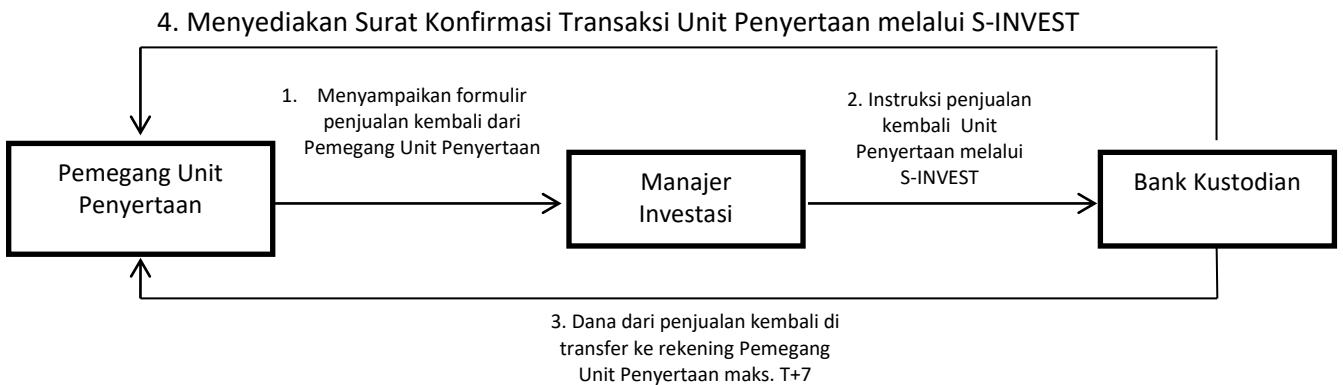 4. Menyediakan Surat Konfirmasi Transaksi Unit Penyertaan melalui S-INVEST
1. Menyampaikan formulir
penjualan kembali dari
Pemegang Unit Penyertaan
2. Instruksi penjualan
kembali Unit
Penyertaan melalui
S-INVEST
Pemegang Unit
Penyertaan
Manajer
Investasi
Bank Kustodian
3. Dana dari penjualan kembali di
transfer ke rekening Pemegang
Unit Penyertaan maks. T+7